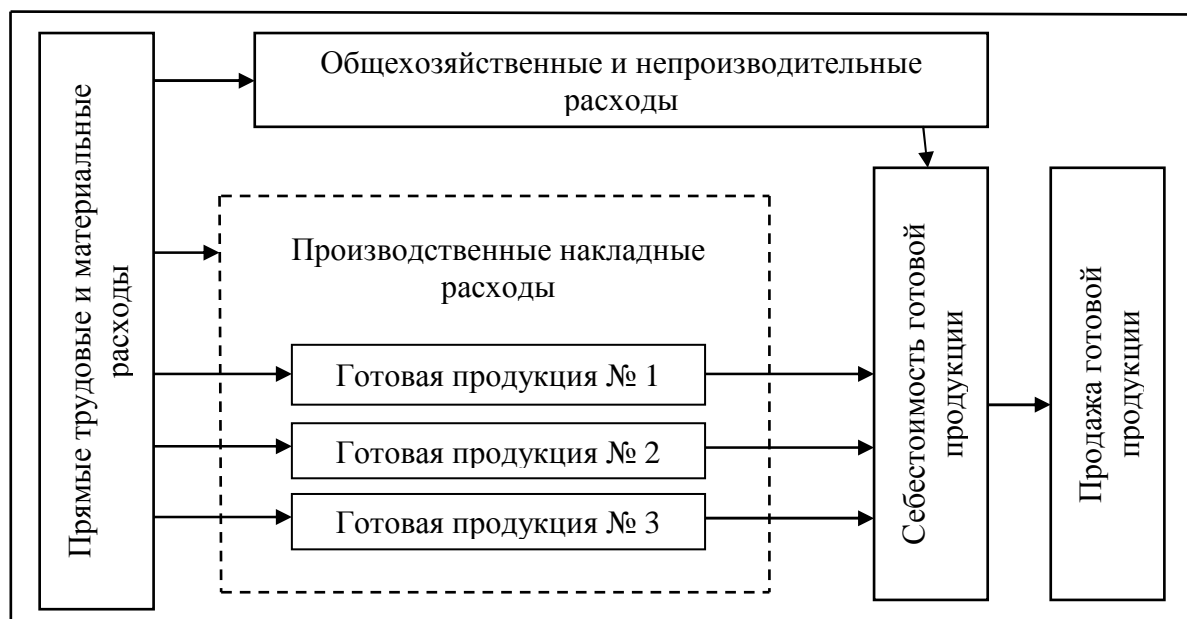 Прямые трудовые и материальные
расходы
Общехозяйственные и непроизводительные
расходы
Производственные накладные
расходы
Готовая продукция № 1
Готовая продукция № 2
Готовая продукция № 3
Себестоимость готовой
продукции
Продажа готовой
продукции